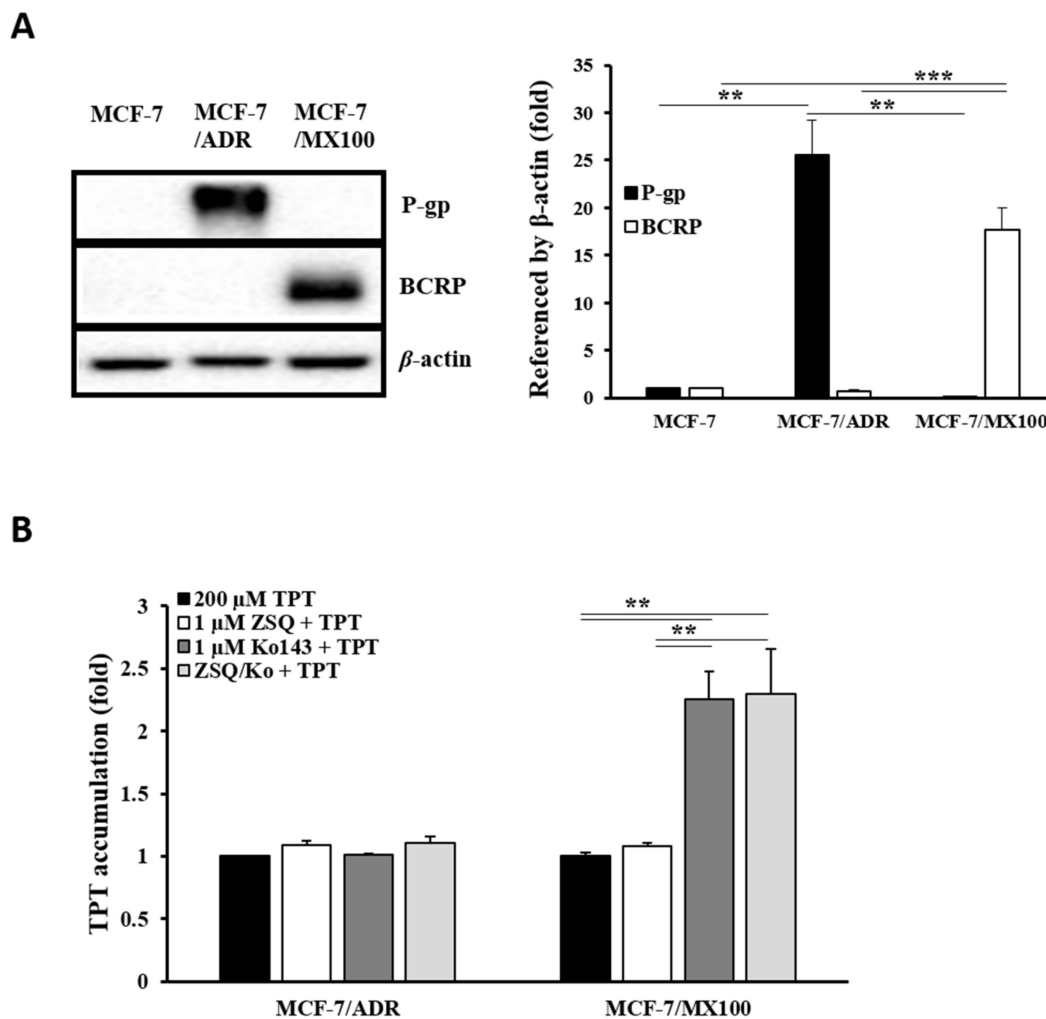 A
MCF-7
MCF-7
/ADR
MCF-7
/MX100
P-gp
BCRP
β-actin
Referenced by β-actin (fold)
35
30
25
20
15
10
5
0
***
**
**
P-gp
BCRP
MCF-7
MCF-7/ADR
MCF-7/MX100
B
TPT accumulation (fold)
3
2.5
2
1.5
1
0.5
0
200 μM TPT
1 μM ZSQ + TPT
1 μM Ko143 + TPT
ZSQ/Ko + TPT
**
**
MCF-7/ADR
MCF-7/MX100